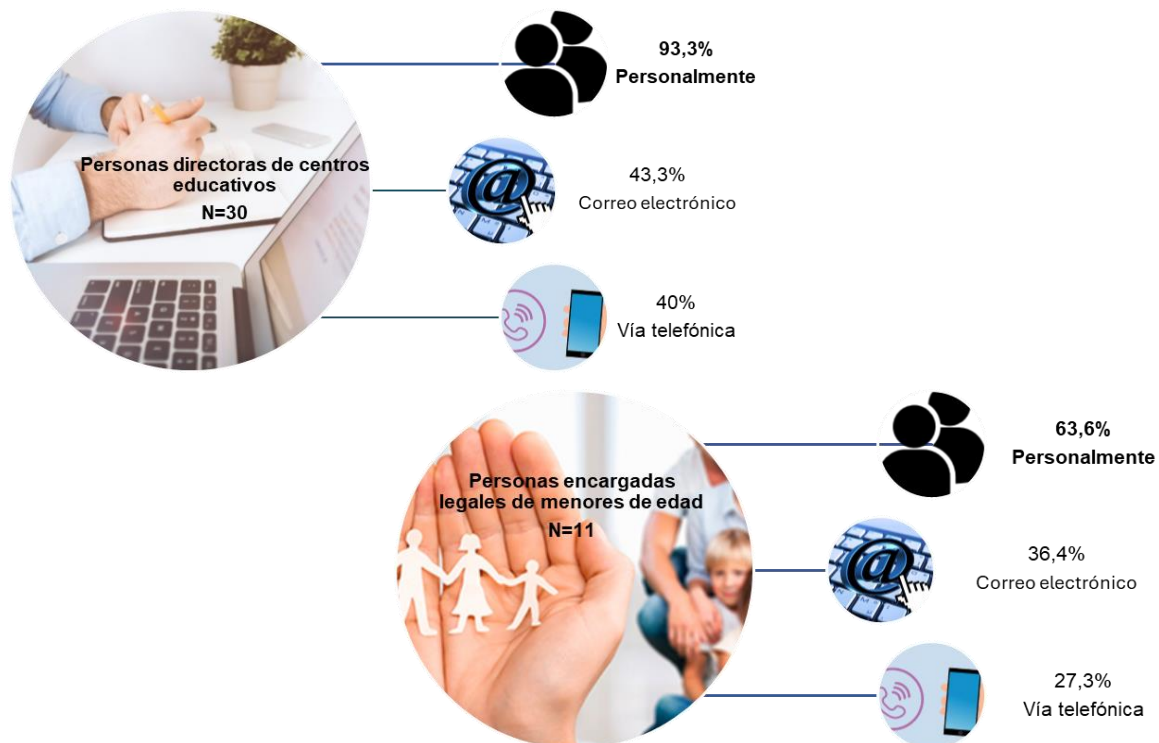 Personas directoras de centros
educativos
N=30
93,3%
Personalmente
43,3%
Correo electrónico
40%
Vía telefónica
Personas encargadas
legales de menores de edad
N=11
63,6%
Personalmente
36,4%
Correo electrónico
27,3%
Vía telefónica